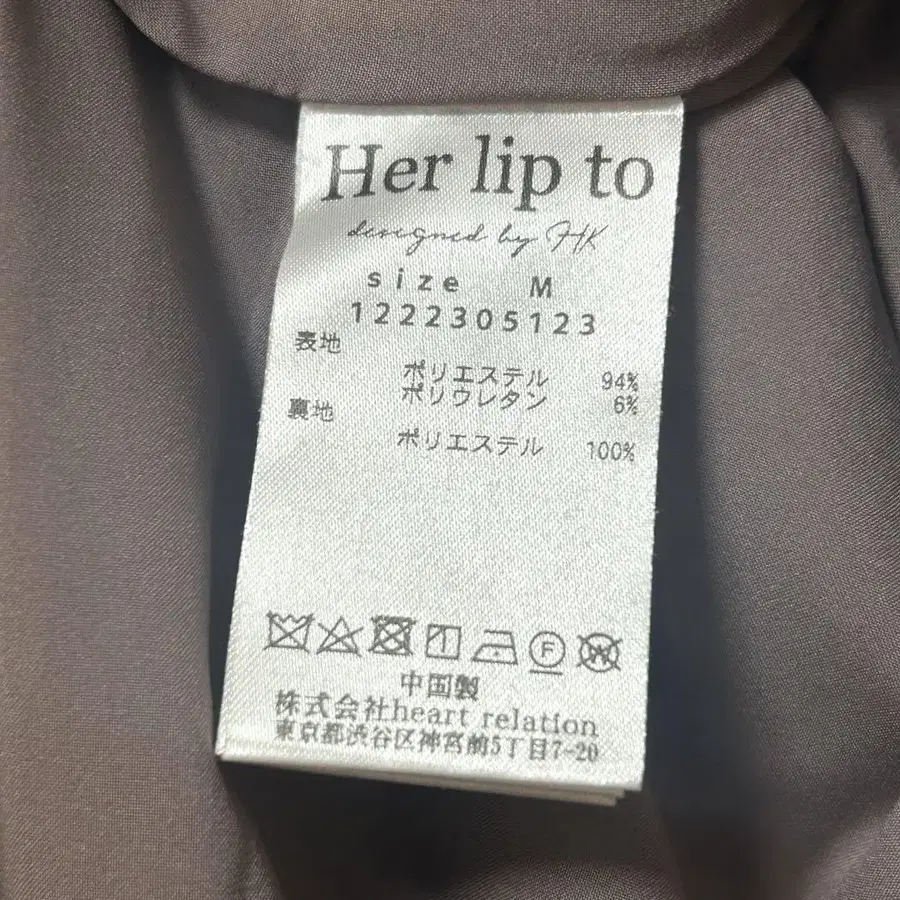 Her lip to
designed by HK
size M
1222305123
表地
ポリエステル 94%
ポリウレタン 6%
裏地
ポリエステル 100%
F
W
中国製
株式会社heart relation
東京都渋谷区神宮前5丁目7-20